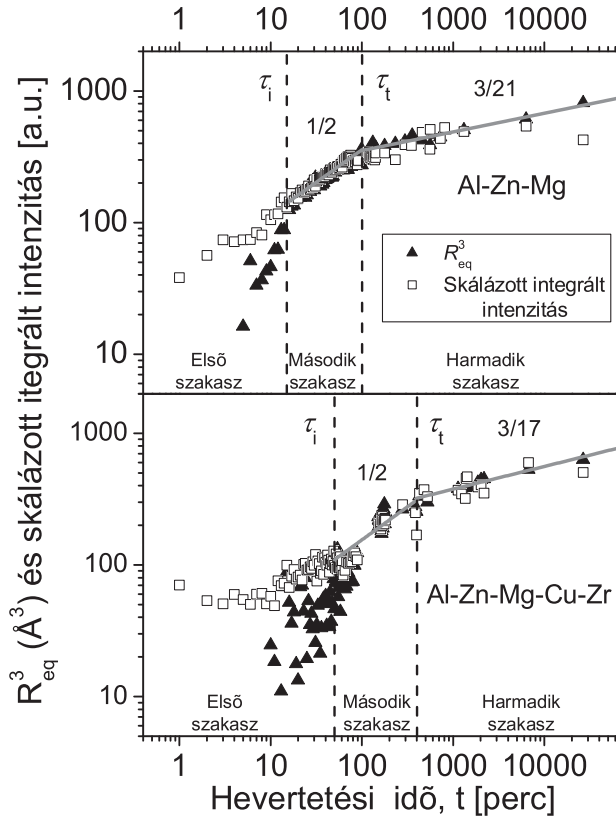 1 10 100 1000 10000
R³eq (Å³) és skálázott itegrált intenzitás [a.u.]
1000
100
10
τi
τt
1/2
3/21
Al-Zn-Mg
R³eq
Skálázott integrált
intenzitás
Elsõ
szakasz
Második
szakasz
Harmadik
szakasz
1000
100
10
τi
τt
1/2
3/17
Al-Zn-Mg-Cu-Zr
Elsõ
szakasz
Második
szakasz
Harmadik
szakasz
1 10 100 1000 10000
Hevertetési idõ, t [perc]